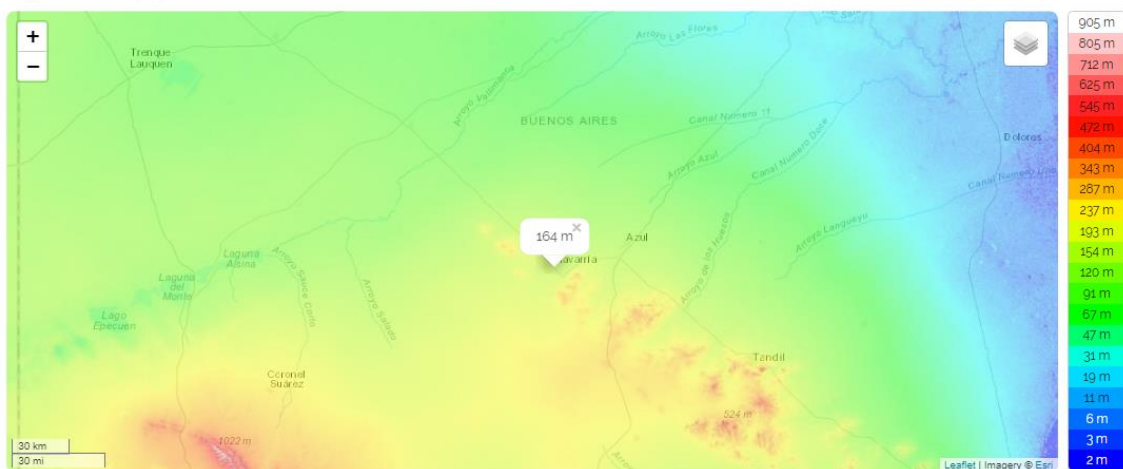 +
−
Trenque
Lauquen
Arroyo Las Flores
Arroyo Vallimanca
BUENOS AIRES
Canal Numero 11
Arroyo Azul
Canal Numero Doce
Dolores
Canal Numero Uno
Arroyo Langueyu
Arroyo de los Huesos
164 m
×
Azul
avarria
Laguna
Alsina
Laguna
del
Monte
Lago
Epecuen
Arroyo Sauce Corto
Arroyo Salado
Coronel
Suárez
Tandil
524 m
1022 m
30 km
30 mi
Leaflet | Imagery © Esri
905 m
805 m
712 m
625 m
545 m
472 m
404 m
343 m
287 m
237 m
193 m
154 m
120 m
91 m
67 m
47 m
31 m
19 m
11 m
6 m
3 m
2 m